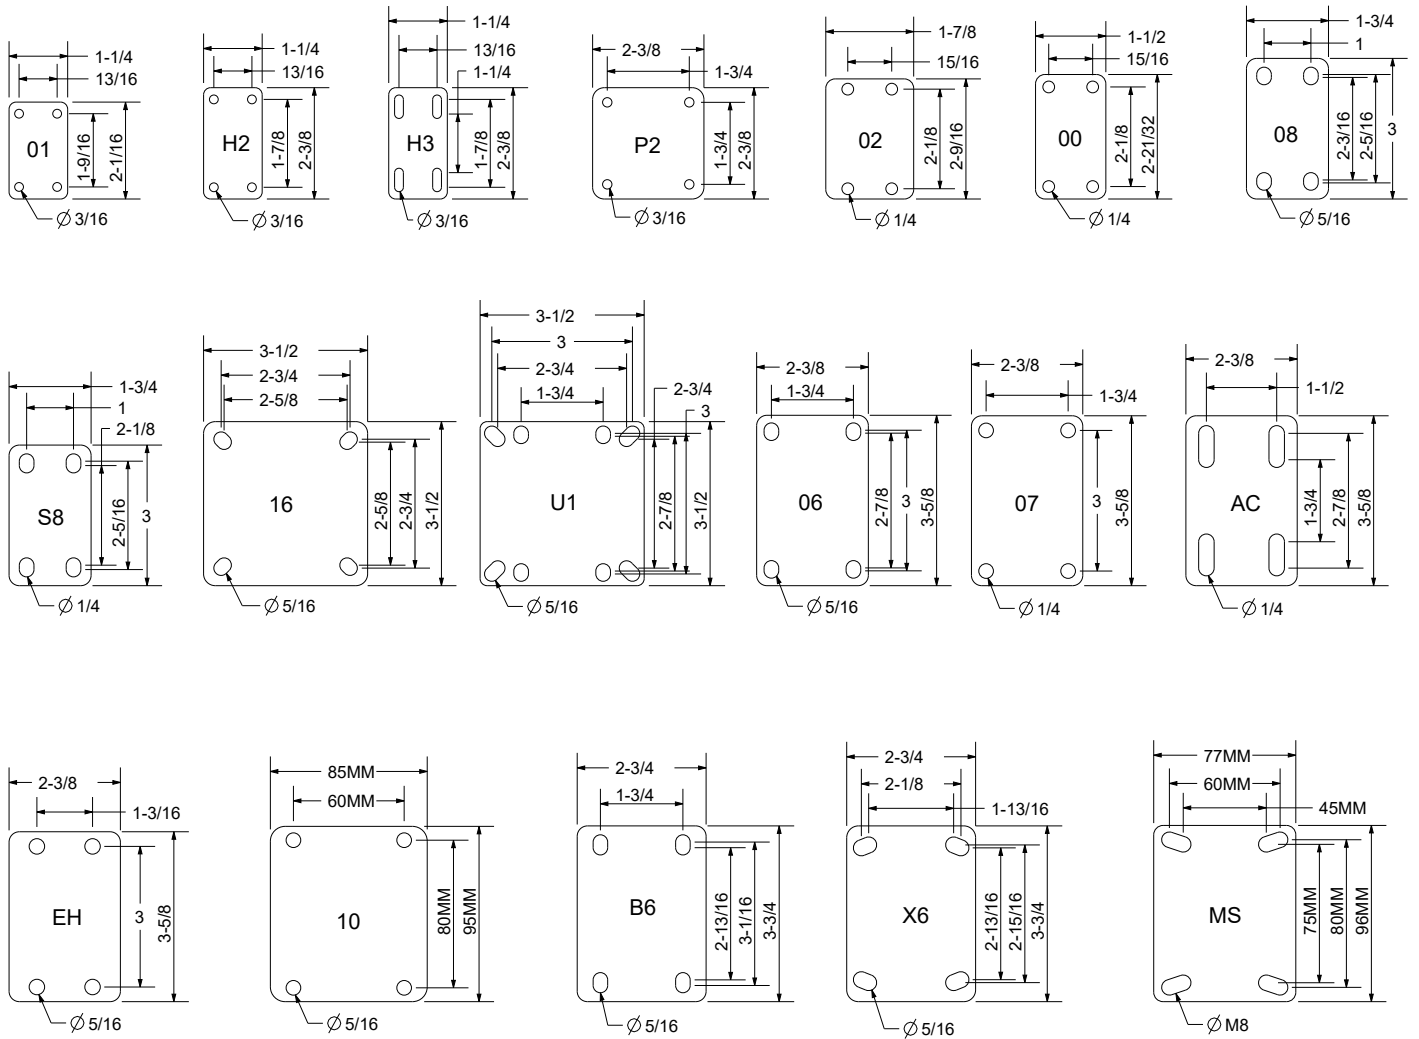 1-1/4
13/16
01
1-9/16
2-1/16
Ø 3/16
1-1/4
13/16
H2
1-7/8
2-3/8
Ø 3/16
1-1/4
13/16
1-1/4
H3
1-7/8
2-3/8
Ø 3/16
2-3/8
1-3/4
P2
1-3/4
2-3/8
Ø 3/16
1-7/8
15/16
02
2-1/8
2-9/16
Ø 1/4
1-1/2
15/16
00
2-1/8
2-21/32
Ø 1/4
1-3/4
1
08
2-3/16
2-5/16
3
Ø 5/16
1-3/4
1
2-1/8
S8
2-5/16
3
Ø 1/4
3-1/2
2-3/4
2-5/8
16
2-5/8
2-3/4
3-1/2
Ø 5/16
3-1/2
3
2-3/4
1-3/4
2-3/4
3
U1
2-7/8
3-1/2
Ø 5/16
2-3/8
1-3/4
06
2-7/8
3
3-5/8
Ø 5/16
2-3/8
1-3/4
07
3
3-5/8
Ø 1/4
2-3/8
1-1/2
AC
1-3/4
2-7/8
3-5/8
Ø 1/4
2-3/8
1-3/16
EH
3
3-5/8
Ø 5/16
85MM
60MM
10
80MM
95MM
Ø 5/16
2-3/4
1-3/4
B6
2-13/16
3-1/16
3-3/4
Ø 5/16
2-3/4
2-1/8
1-13/16
X6
2-13/16
2-15/16
3-3/4
Ø 5/16
77MM
60MM
45MM
MS
75MM
80MM
96MM
Ø M8